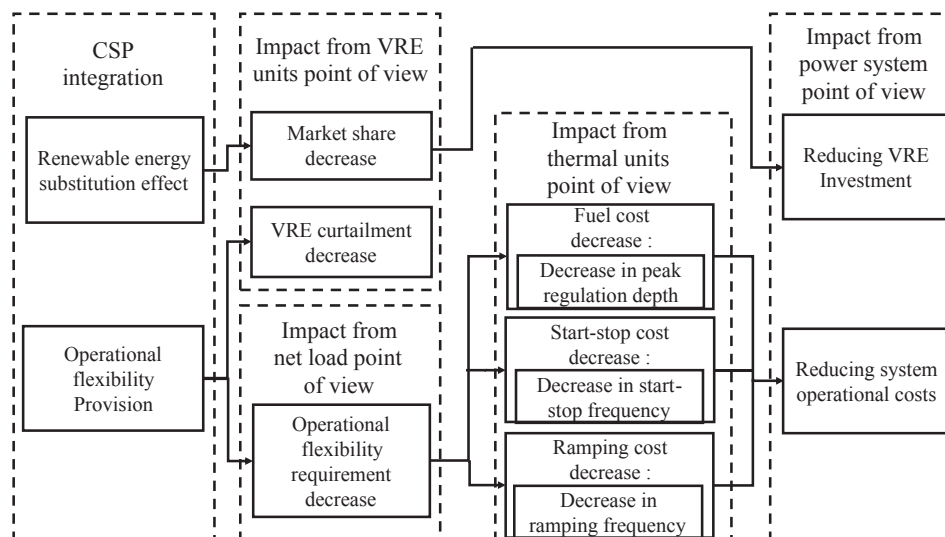 CSP
integration
Renewable energy
substitution effect
Operational
flexibility
Provision
Impact from VRE
units point of view
Market share
decrease
VRE curtailment
decrease
Impact from
net load point
of view
Operational
flexibility
requirement
decrease
Impact from
thermal units
point of view
Fuel cost
decrease :
Decrease in peak
regulation depth
Start-stop cost
decrease :
Decrease in start-
stop frequency
Ramping cost
decrease :
Decrease in
ramping frequency
Impact from
power system
point of view
Reducing VRE
Investment
Reducing system
operational costs